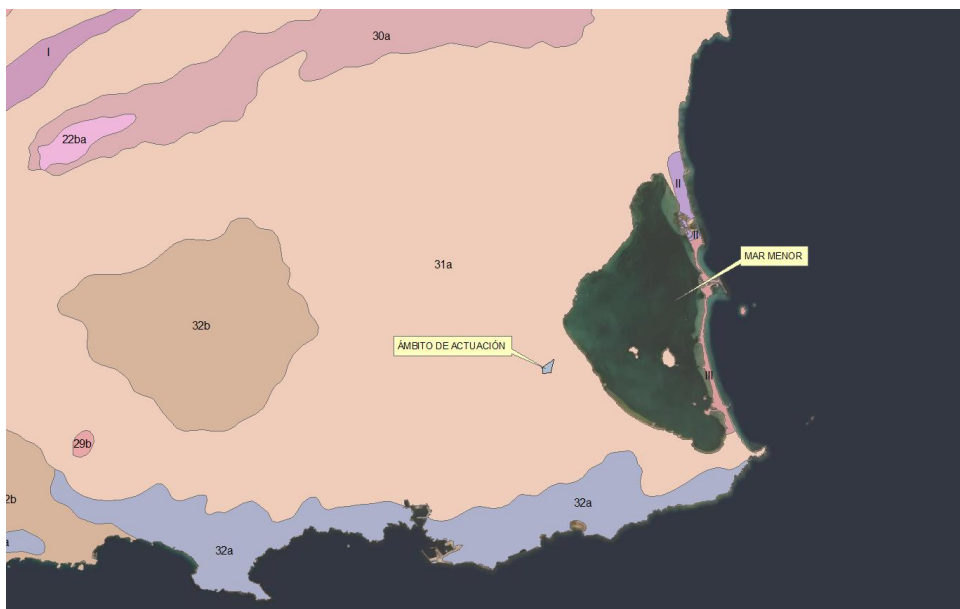 30a
I
22ba
II
II
MAR MENOR
31a
32b
ÁMBITO DE ACTUACIÓN
III
29b
2b
32a
32a
a